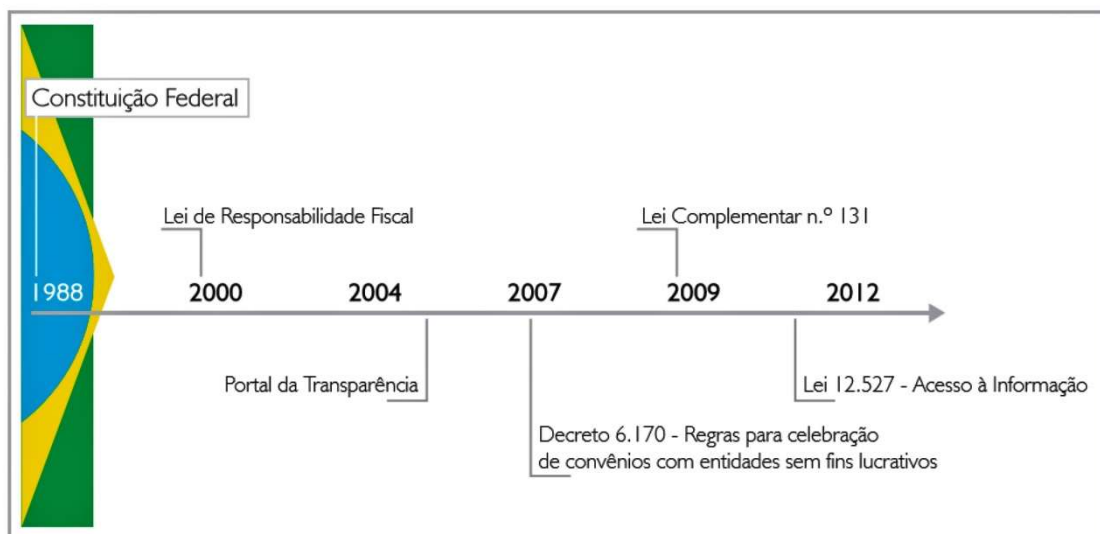 Constituição Federal
Lei de Responsabilidade Fiscal
Lei Complementar n.º 131
1988
2000
2004
2007
2009
2012
Portal da Transparência
Lei 12.527 - Acesso à Informação
Decreto 6.170 - Regras para celebração
de convênios com entidades sem fins lucrativos